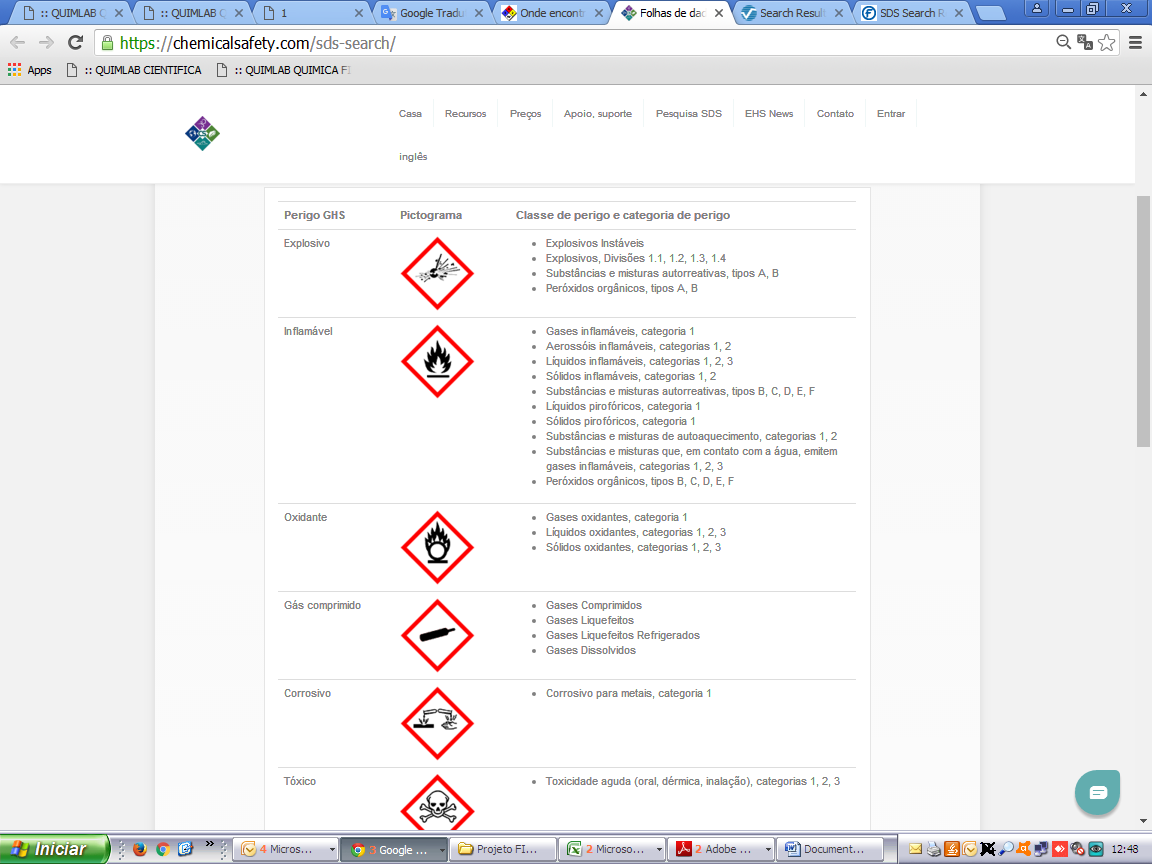 :: QUIMLAB Q
:: QUIMLAB Q
1
Google Tradu
Onde encont
Folhas de dad
Search Result
SDS Search R
https://chemicalsafety.com/sds-search/
Apps
:: QUIMLAB CIENTIFICA
:: QUIMLAB QUIMICA FI
Casa
Recursos
Preços
Apoio, suporte
Pesquisa SDS
EHS News
Contato
Entrar
inglês
Perigo GHS
Pictograma
Classe de perigo e categoria de perigo
Explosivo
Explosivos Instáveis
Explosivos, Divisões 1.1, 1.2, 1.3, 1.4
Substâncias e misturas autorreativas, tipos A, B
Peróxidos orgânicos, tipos A, B
Inflamável
Gases inflamáveis, categoria 1
Aerossóis inflamáveis, categorias 1, 2
Líquidos inflamáveis, categorias 1, 2, 3
Sólidos inflamáveis, categorias 1, 2
Substâncias e misturas autorreativas, tipos B, C, D, E, F
Líquidos pirofóricos, categoria 1
Sólidos pirofóricos, categoria 1
Substâncias e misturas de autoaquecimento, categorias 1, 2
Substâncias e misturas que, em contato com a água, emitem
gases inflamáveis, categorias 1, 2, 3
Peróxidos orgânicos, tipos B, C, D, E, F
Oxidante
Gases oxidantes, categoria 1
Líquidos oxidantes, categorias 1, 2, 3
Sólidos oxidantes, categorias 1, 2, 3
Gás comprimido
Gases Comprimidos
Gases Liquefeitos
Gases Liquefeitos Refrigerados
Gases Dissolvidos
Corrosivo
Corrosivo para metais, categoria 1
Tóxico
Toxicidade aguda (oral, dérmica, inalação), categorias 1, 2, 3
Iniciar
4 Micros...
3 Google ...
Projeto FI...
2 Microso...
2 Adobe ...
Document...
12:48